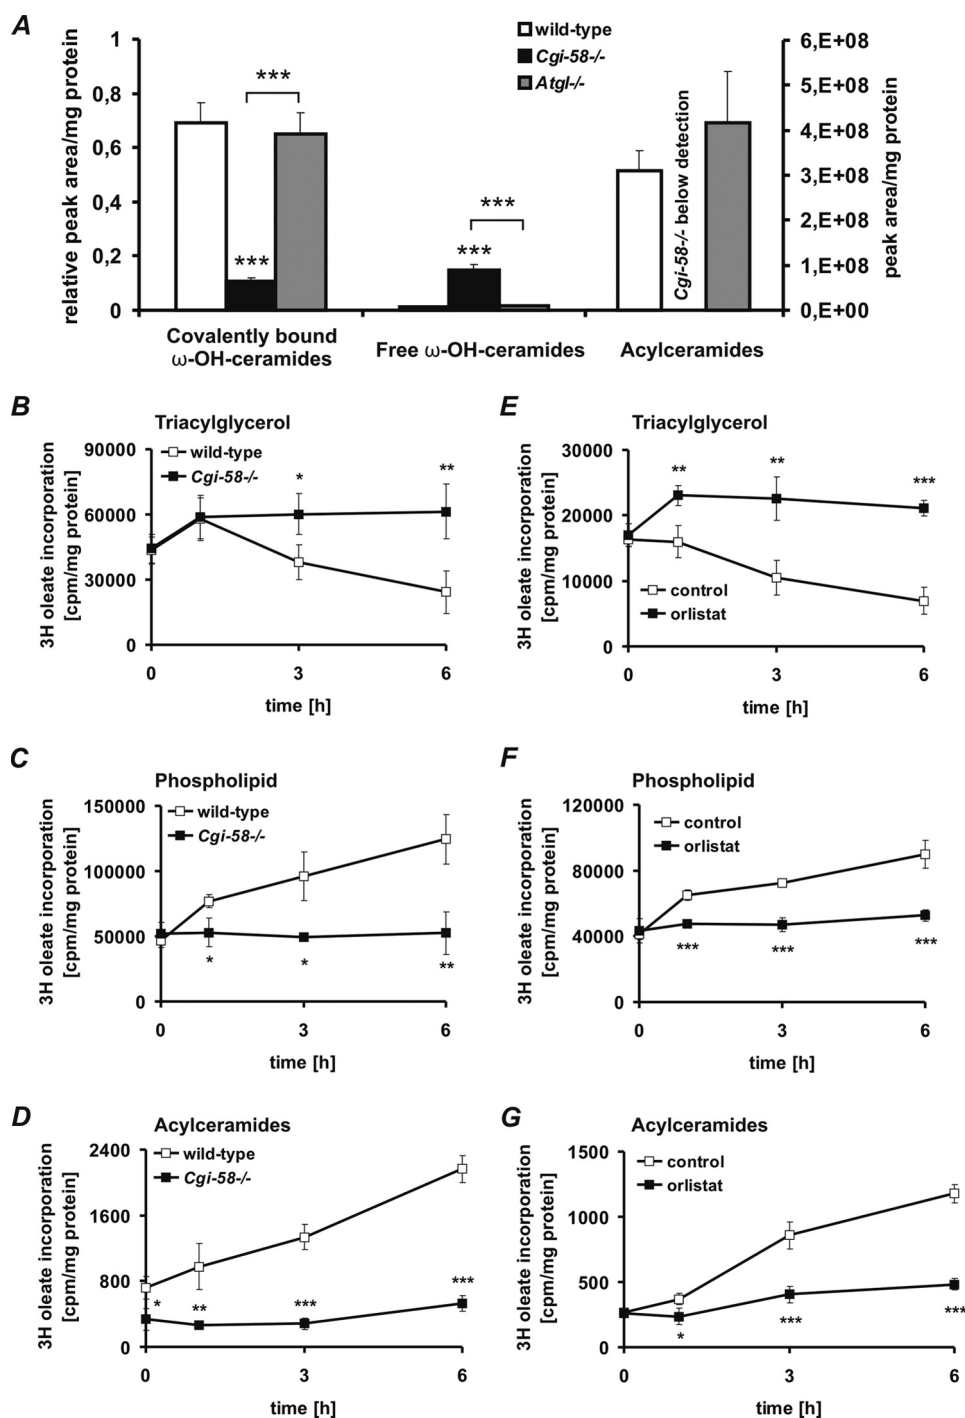 A
wild-type
Cgi-58-/-
Atgl-/-
relative peak area/mg protein
1
0,8
0,6
0,4
0,2
0
***
***
***
***
Cgi-58-/- below detection
6,E+08
5,E+08
4,E+08
3,E+08
2,E+08
1,E+08
0,E+00
peak area/mg protein
Covalently bound
ω-OH-ceramides
Free ω-OH-ceramides
Acylceramides
B
Triacylglycerol
3H oleate incorporation
[cpm/mg protein]
90000
60000
30000
0
wild-type
Cgi-58-/-
*
**
0 3 6
time [h]
E
Triacylglycerol
3H oleate incorporation
[cpm/mg protein]
30000
20000
10000
0
**
**
***
control
orlistat
0 3 6
time [h]
C
Phospholipid
3H oleate incorporation
[cpm/mg protein]
150000
100000
50000
0
wild-type
Cgi-58-/-
*
*
**
0 3 6
time [h]
F
Phospholipid
3H oleate incorporation
[cpm/mg protein]
120000
80000
40000
0
control
orlistat
***
***
***
0 3 6
time [h]
D
Acylceramides
3H oleate incorporation
[cpm/mg protein]
2400
1600
800
0
wild-type
Cgi-58-/-
*
**
***
***
0 3 6
time [h]
G
Acylceramides
3H oleate incorporation
[cpm/mg protein]
1500
1000
500
0
control
orlistat
*
***
***
0 3 6
time [h]